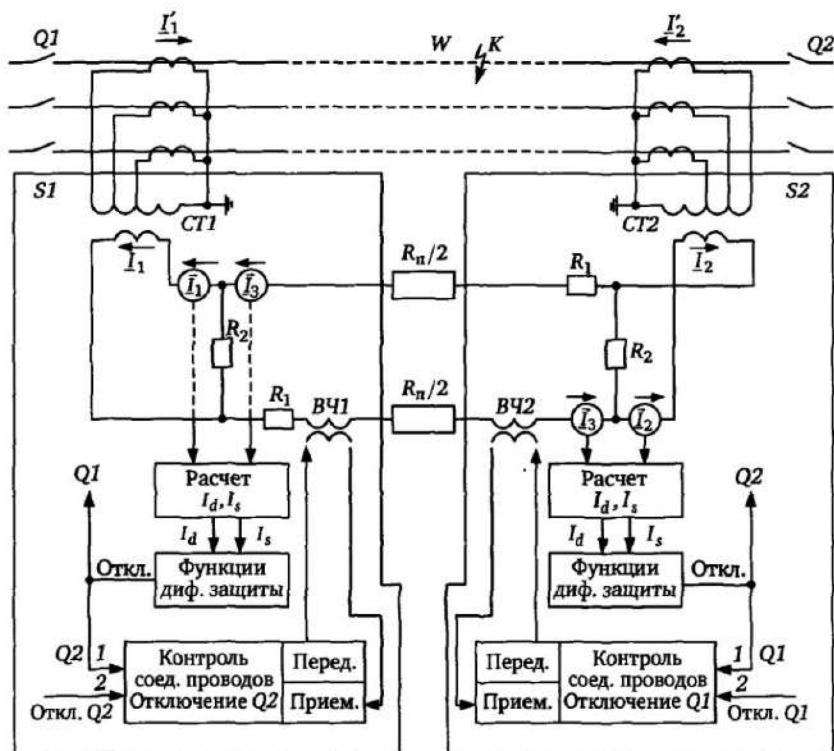 Q1
I'1
W
K
I'2
Q2
S1
S2
СТ1
СТ2
I1
I2
I1
I3
Rп/2
R1
R2
R2
R1
ВЧ1
Rп/2
ВЧ2
I3
I2
Q1
Q2
Расчет
Id, Is
Расчет
Id, Is
Id
Is
Id
Is
Откл.
Функции
диф. защиты
Функции
диф. защиты
Откл.
Q2
1
2
Откл. Q2
Контроль
соед. проводов
Отключение Q2
Перед.
Прием.
Перед.
Прием.
Контроль
соед. проводов
Отключение Q1
1
Q1
2
Откл. Q1